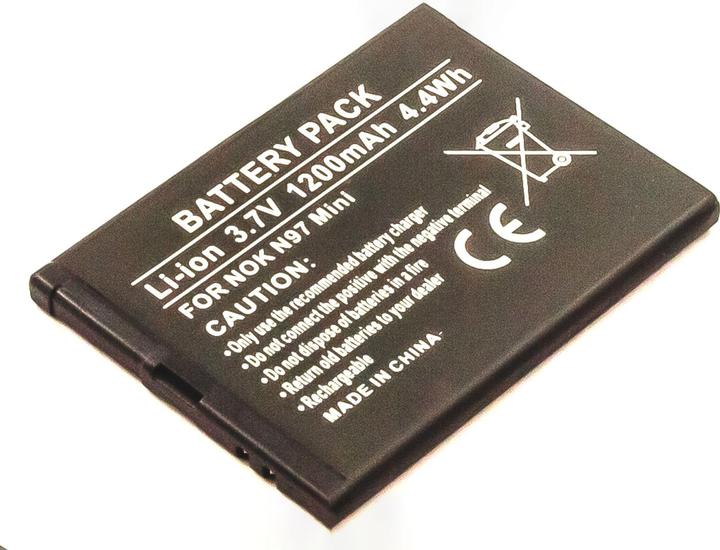 BATTERY PACK
Li-ion 3.7V 1200mAh 4.4Wh
FOR NOK N97 Mini
CAUTION:
•Only use the recommended battery charger
•Do not connect the positive with the negative terminal
•Do not dispose of batteries in a fire
•Return old batteries to your dealer
•Rechargeable
MADE IN CHINA
CE